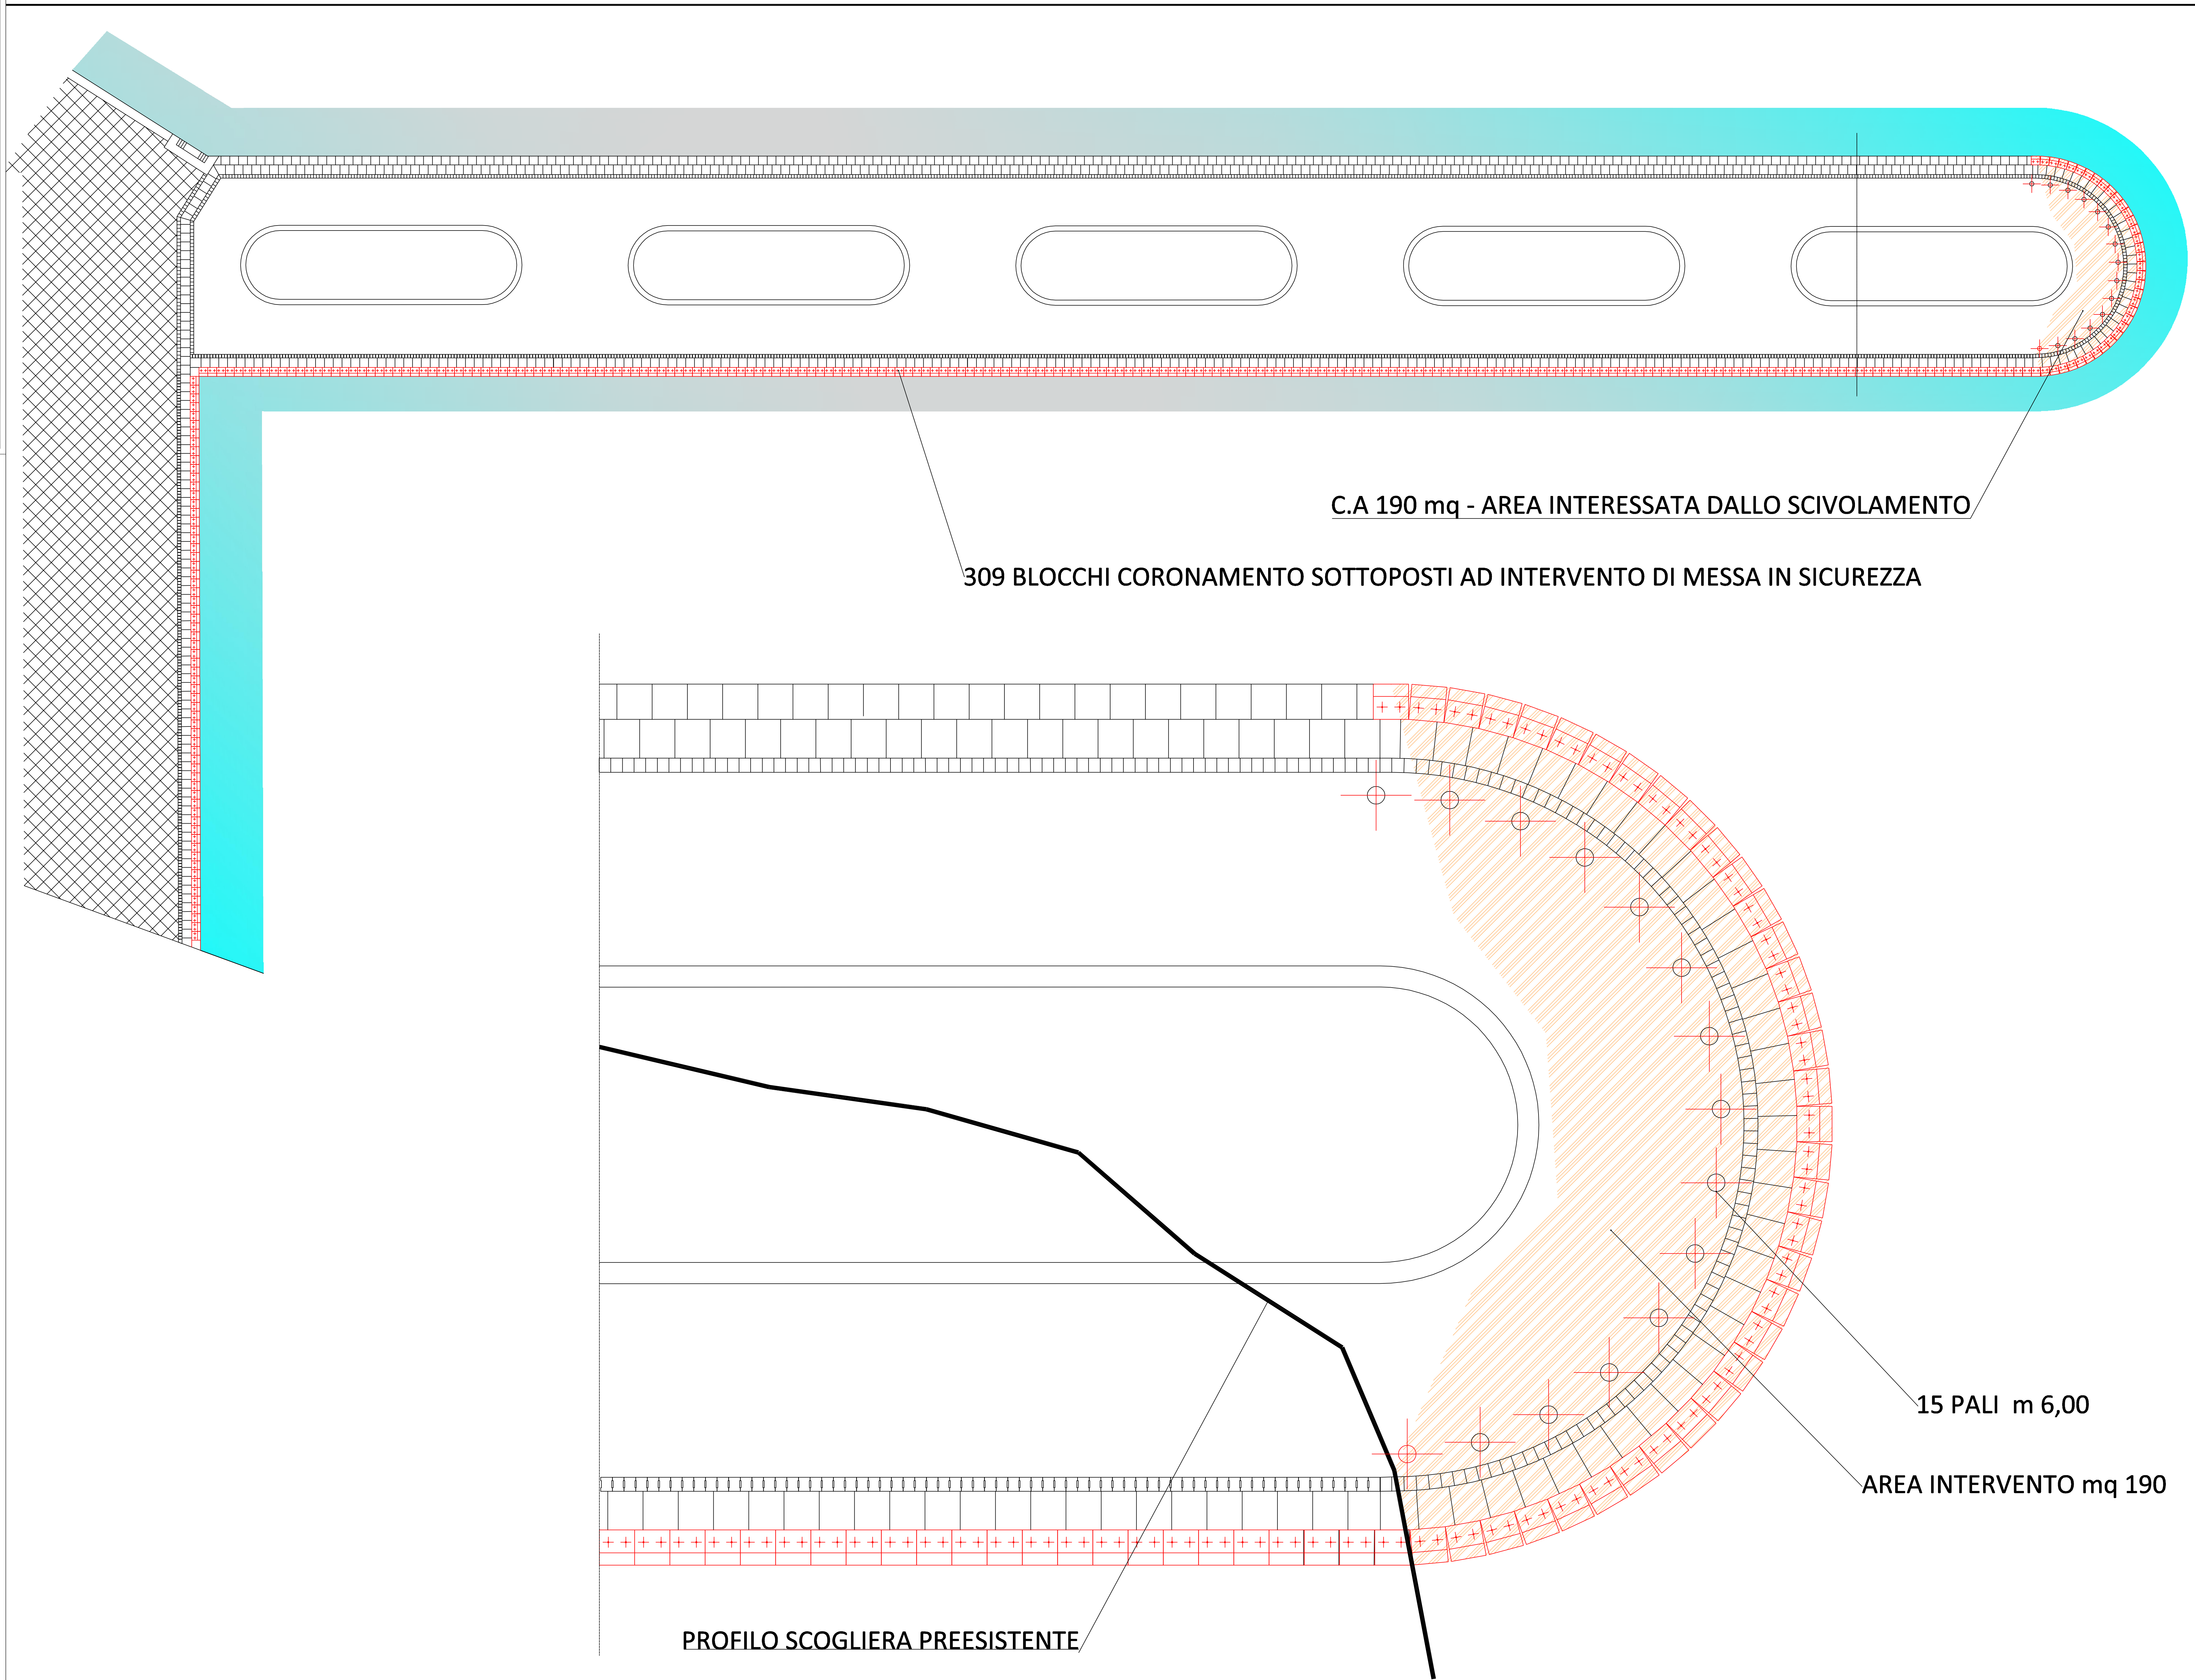 C.A 190 mq - AREA INTERESSATA DALLO SCIVOLAMENTO
309 BLOCCHI CORONAMENTO SOTTOPOSTI AD INTERVENTO DI MESSA IN SICUREZZA
15 PALI m 6,00
AREA INTERVENTO mq 190
PROFILO SCOGLIERA PREESISTENTE